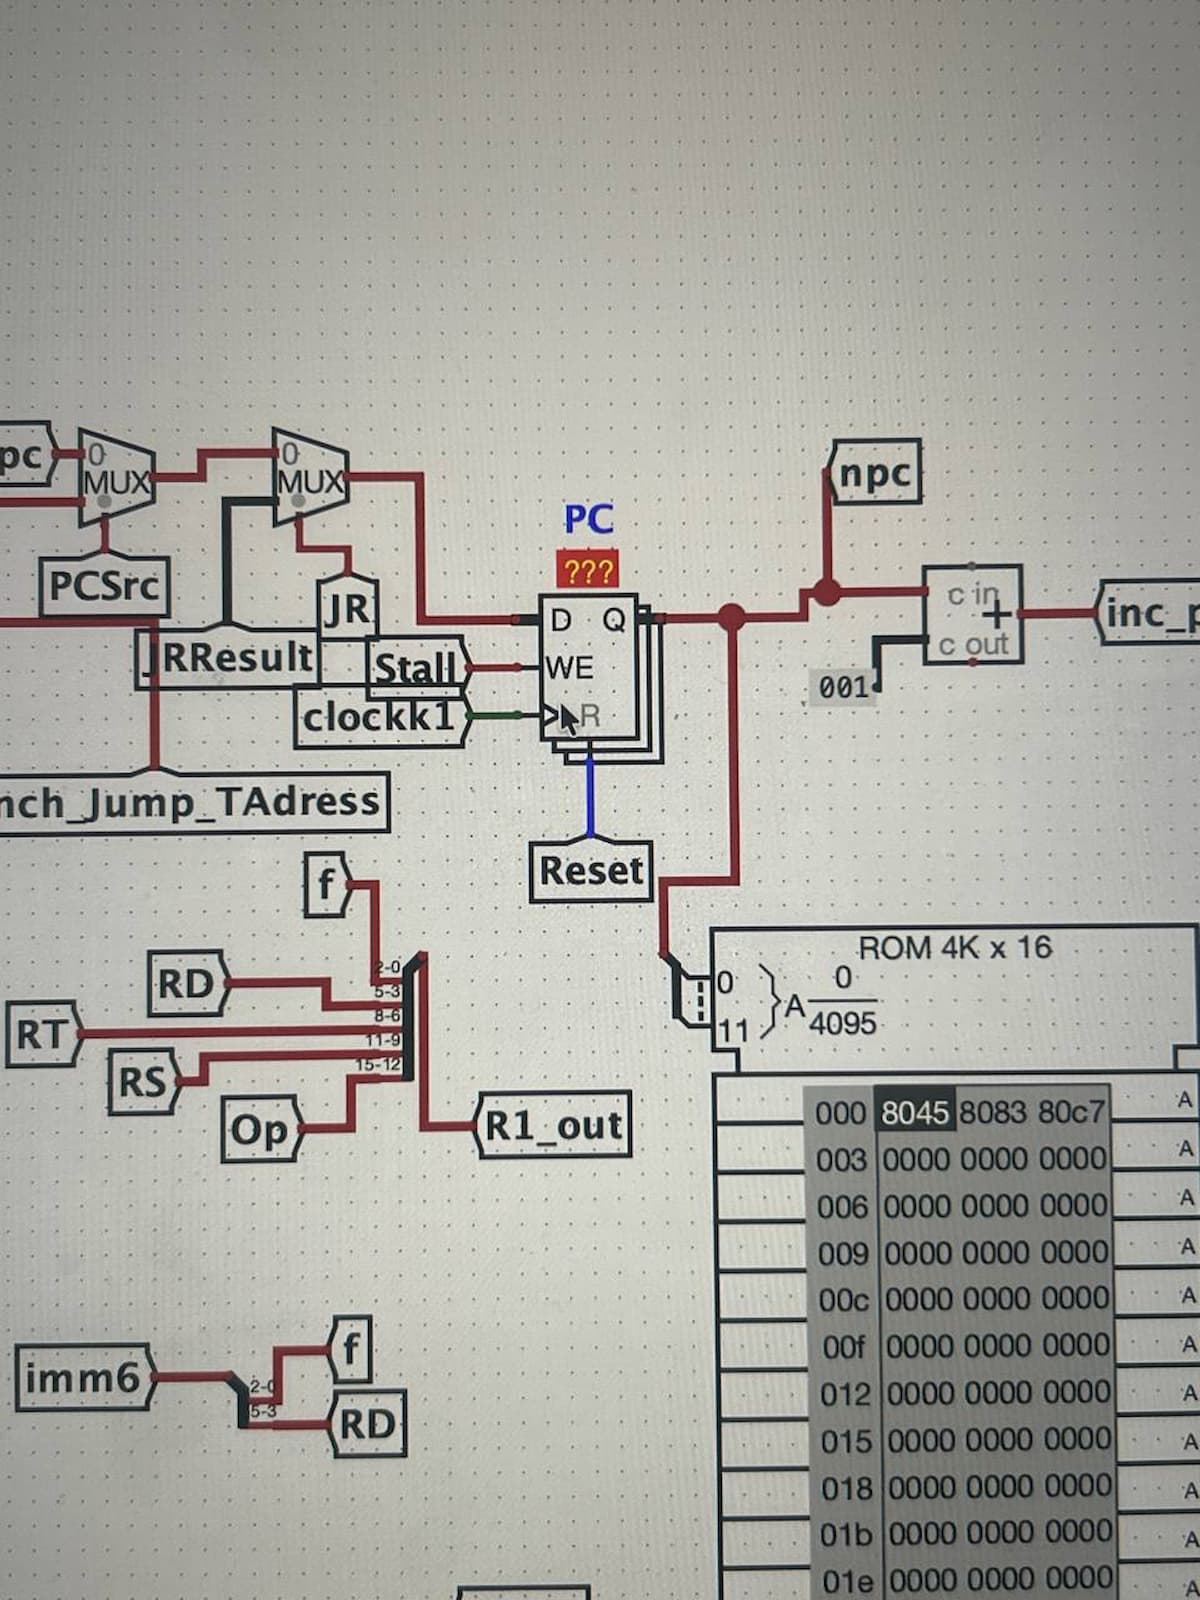 npc
pc
0
MUX
0
MUX
PC
???
PCSrc
JR
D Q
c in
+
c out
inc_p
JRResult
Stall
WE
001
clockk1
R
nch_Jump_TAdress
Reset
f
2-0
RD
5-3
8-6
RT
11-9
RS
15-12
Op
R1_out
ROM 4K x 16
0
11
A
0
4095
000 8045 8083 80c7
A
003 0000 0000 0000
A
006 0000 0000 0000
A
009 0000 0000 0000
A
00c 0000 0000 0000
A
00f 0000 0000 0000
A
012 0000 0000 0000
A
015 0000 0000 0000
A
018 0000 0000 0000
A
01b 0000 0000 0000
A
01e 0000 0000 0000
A
imm6
2-0
5-3
f
RD